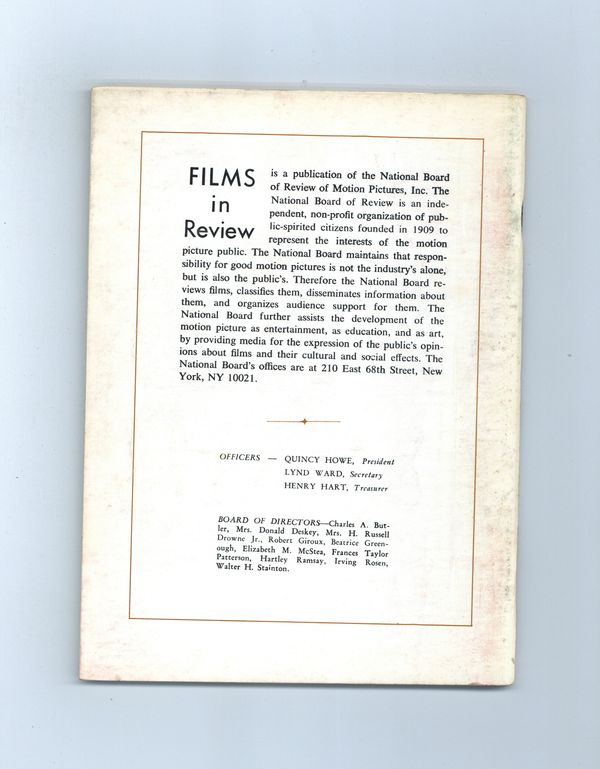 FILMS
in
Review
is a publication of the National Board
of Review of Motion Pictures, Inc. The
National Board of Review is an inde-
pendent, non-profit organization of pub-
lic-spirited citizens founded in 1909 to
represent the interests of the motion
picture public. The National Board maintains that respon-
sibility for good motion pictures is not the industry's alone,
but is also the public's. Therefore the National Board re-
views films, classifies them, disseminates information about
them, and organizes audience support for them. The
National Board further assists the development of the
motion picture as entertainment, as education, and as art,
by providing media for the expression of the public's opin-
ions about films and their cultural and social effects. The
National Board's offices are at 210 East 68th Street, New
York, NY 10021.
OFFICERS — QUINCY HOWE, President
LYND WARD, Secretary
HENRY HART, Treasurer
BOARD OF DIRECTORS—Charles A. But-
ler, Mrs. Donald Deskey, Mrs. H. Russell
Drowne Jr., Robert Giroux, Beatrice Green-
ough, Elizabeth M. McStea, Frances Taylor
Patterson, Hartley Ramsay, Irving Rosen,
Walter H. Stainton.